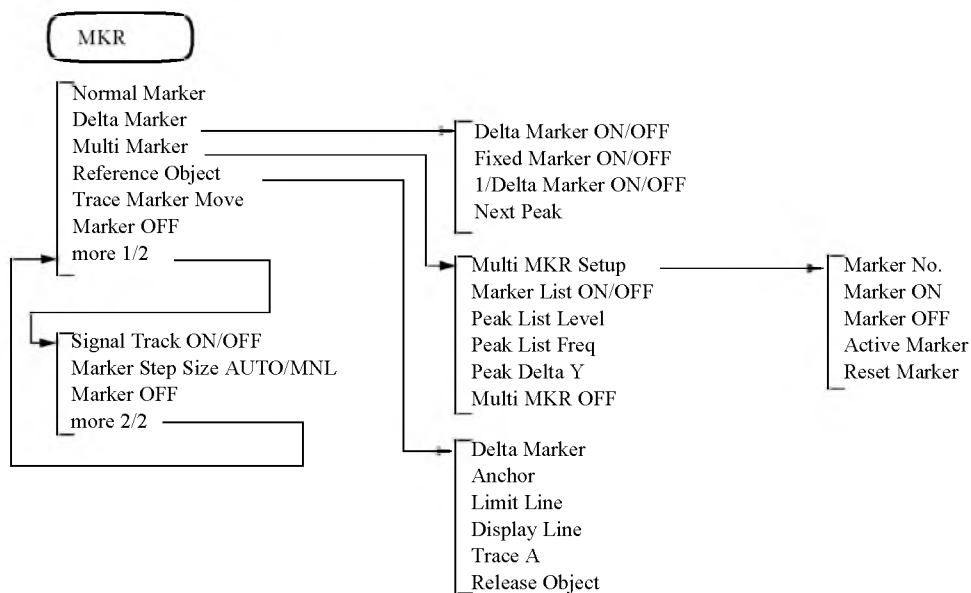 MKR
Normal Marker
Delta Marker
Multi Marker
Reference Object
Trace Marker Move
Marker OFF
more 1/2
Signal Track ON/OFF
Marker Step Size AUTO/MNL
Marker OFF
more 2/2
Delta Marker ON/OFF
Fixed Marker ON/OFF
1/Delta Marker ON/OFF
Next Peak
Multi MKR Setup
Marker List ON/OFF
Peak List Level
Peak List Freq
Peak Delta Y
Multi MKR OFF
Delta Marker
Anchor
Limit Line
Display Line
Trace A
Release Object
Marker No.
Marker ON
Marker OFF
Active Marker
Reset Marker